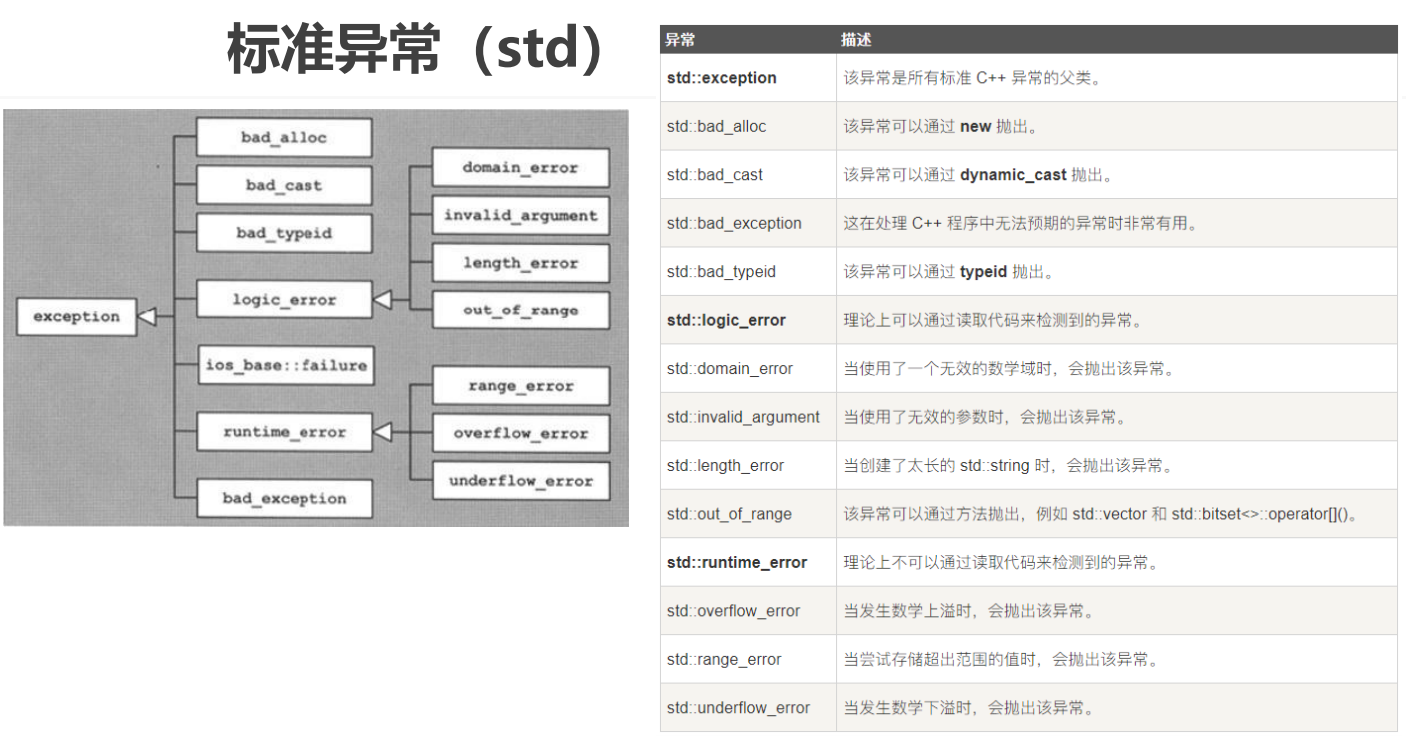 标准异常（std）
bad_alloc
bad_cast
bad_typeid
exception
logic_error
ios_base::failure
runtime_error
bad_exception
domain_error
invalid_argument
length_error
out_of_range
range_error
overflow_error
underflow_error
异常 描述
std::exception 该异常是所有标准 C++ 异常的父类。
std::bad_alloc 该异常可以通过 new 抛出。
std::bad_cast 该异常可以通过 dynamic_cast 抛出。
std::bad_exception 这在处理 C++ 程序中无法预期的异常时非常有用。
std::bad_typeid 该异常可以通过 typeid 抛出。
std::logic_error 理论上可以通过读取代码来检测到的异常。
std::domain_error 当使用了一个无效的数学域时，会抛出该异常。
std::invalid_argument 当使用了无效的参数时，会抛出该异常。
std::length_error 当创建了太长的 std::string 时，会抛出该异常。
std::out_of_range 该异常可以通过方法抛出，例如 std::vector 和 std::bitset<>::operator[]()。
std::runtime_error 理论上不可以通过读取代码来检测到的异常。
std::overflow_error 当发生数学上溢时，会抛出该异常。
std::range_error 当尝试存储超出范围的值时，会抛出该异常。
std::underflow_error 当发生数学下溢时，会抛出该异常。